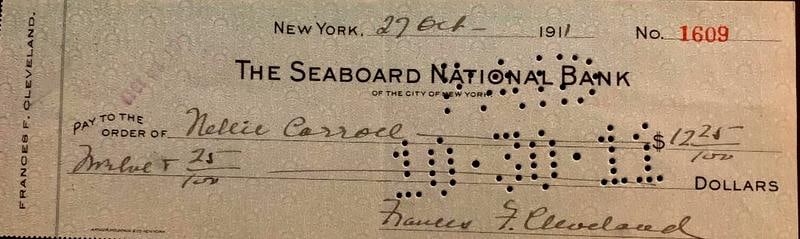 FRANCES F. CLEVELAND.
NEW YORK, 27 Oct- 1911 No. 1609
THE SEABOARD NATIONAL BANK
OF THE CITY OF NEW YORK
PAY TO THE
ORDER OF Nellie Carroll $12 25/100
Twelve & 25/100 DOLLARS
10·30·11
Frances F. Cleveland